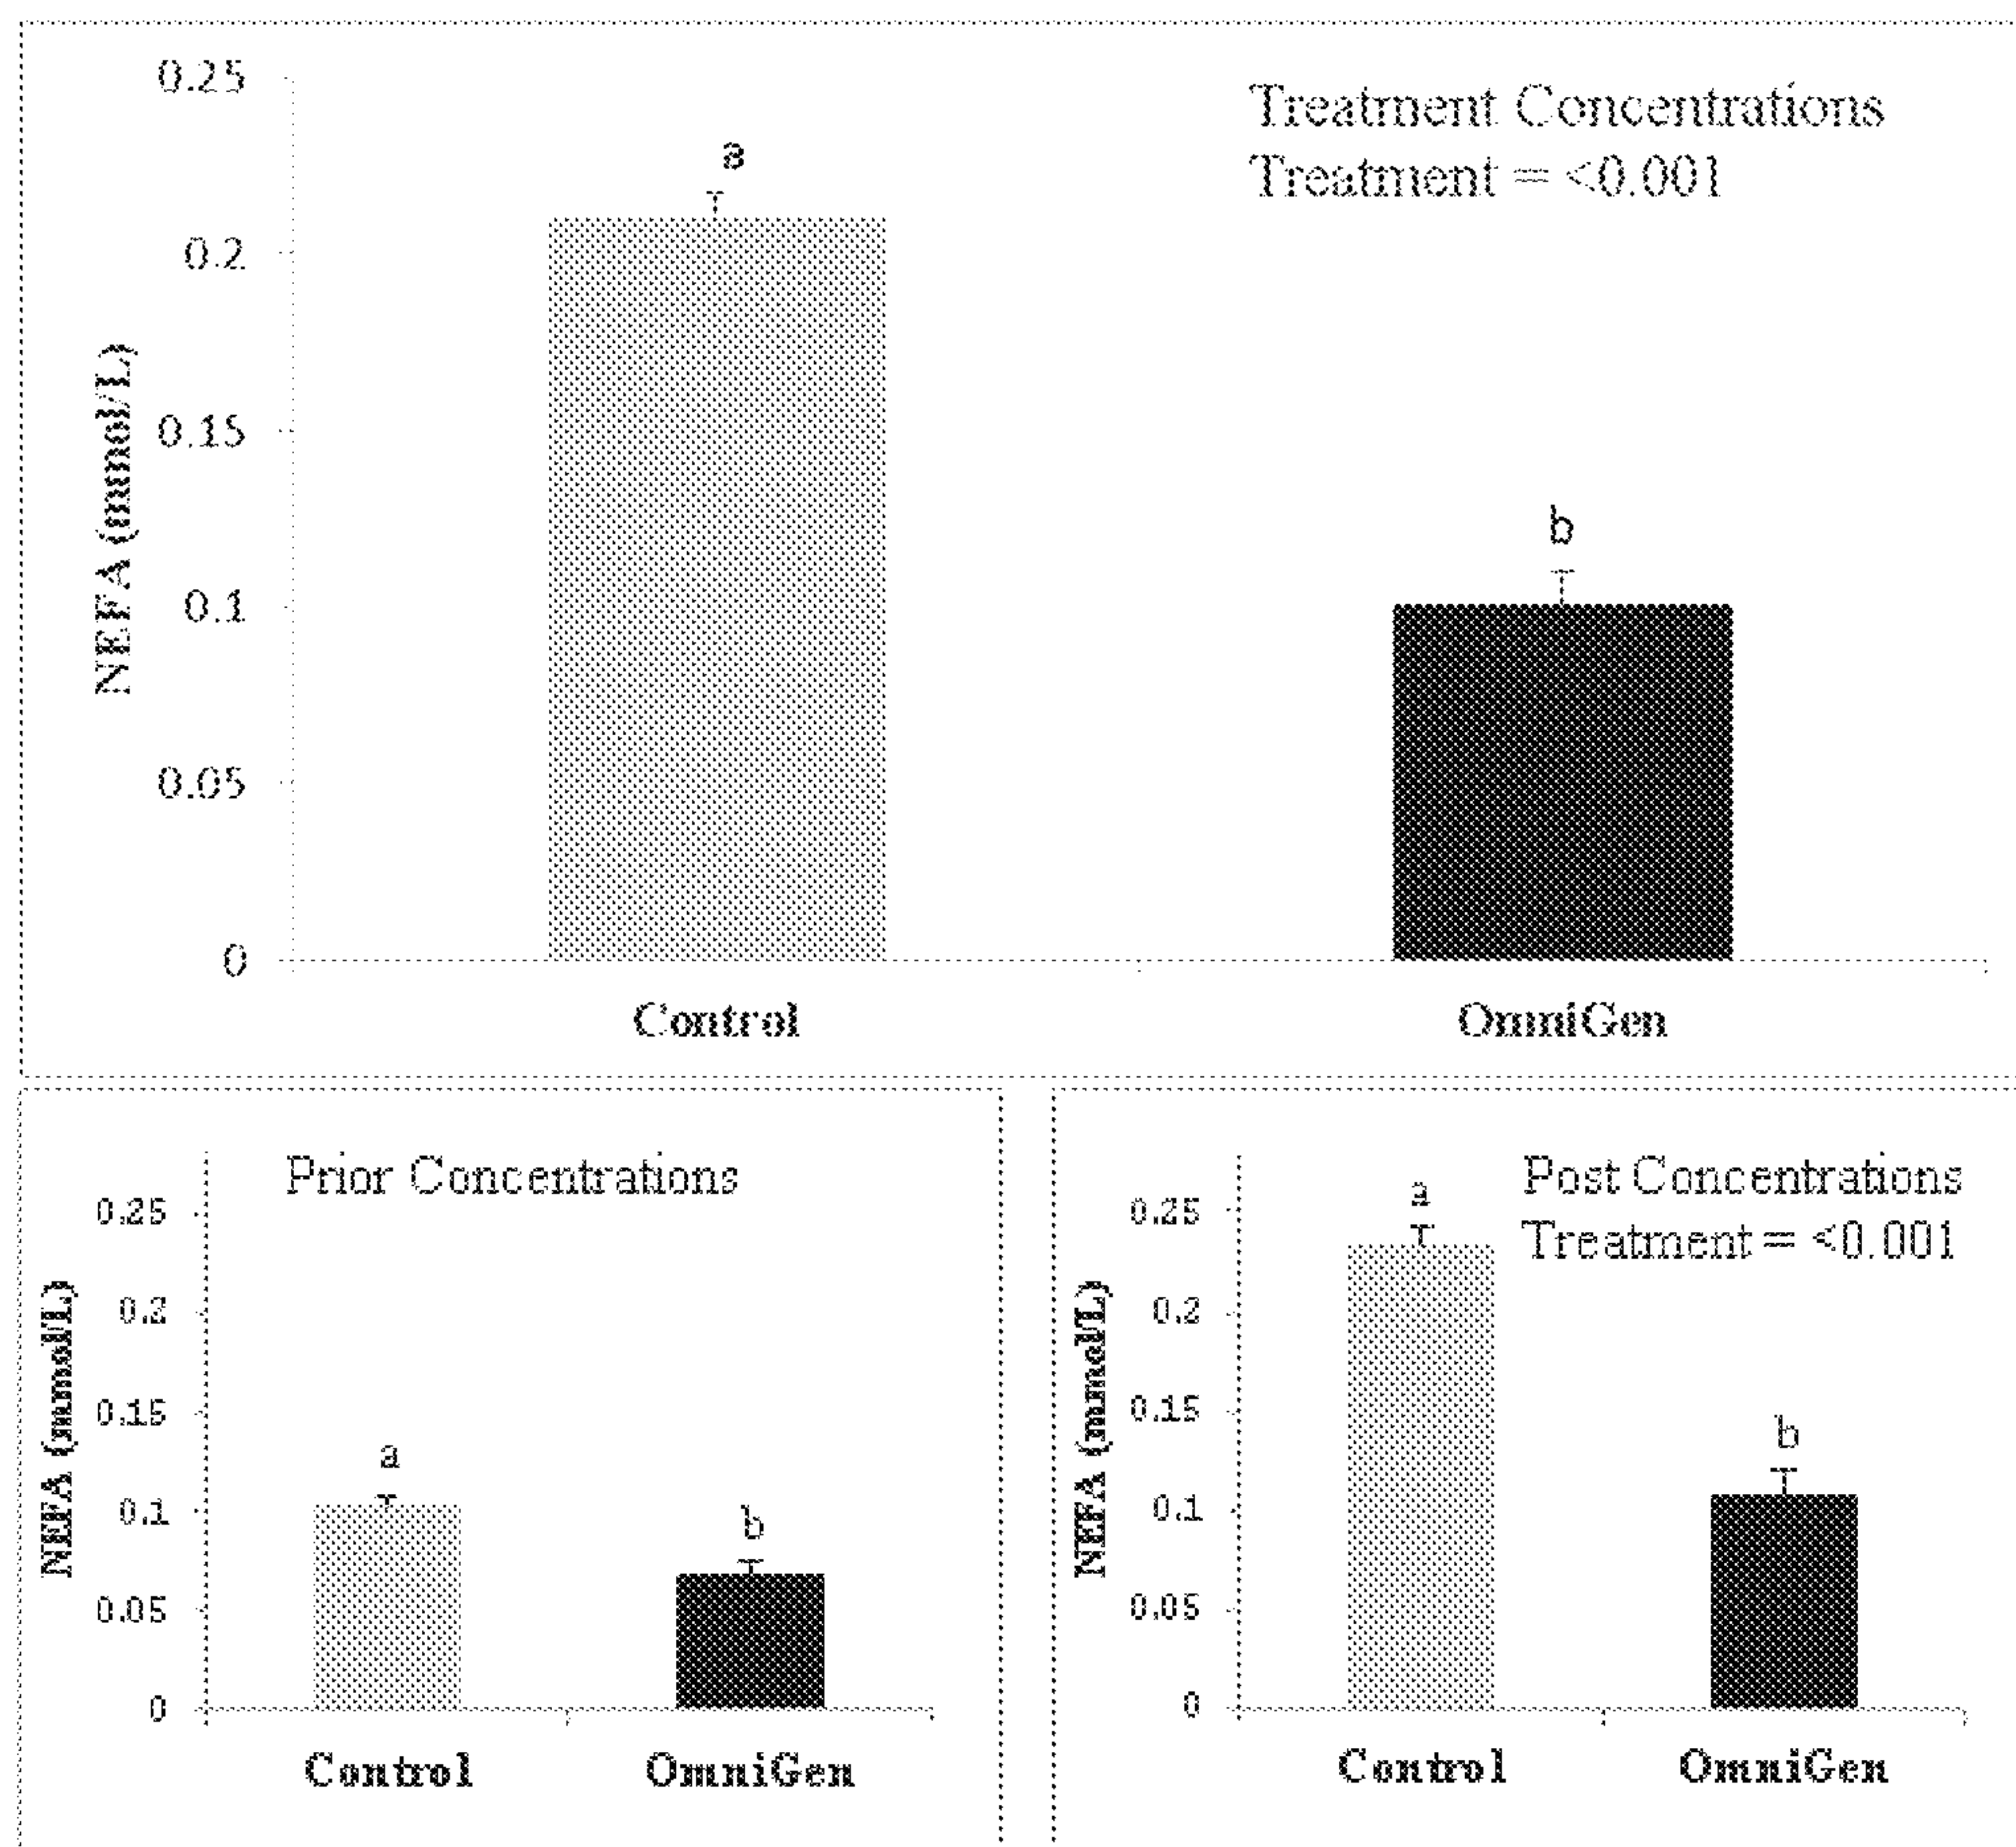 Treatment Concentrations
Treatment = <0.001
NEFA (mmol/L)
0.25
0.2
0.15
0.1
0.05
0
a
b
Control
OmniGen
Prior Concentrations
NEFA (mmol/L)
0.25
0.2
0.15
0.1
0.05
0
a
b
Control
OmniGen
Post Concentrations
Treatment = <0.001
NEFA (mmol/L)
0.25
0.2
0.15
0.1
0.05
0
a
b
Control
OmniGen